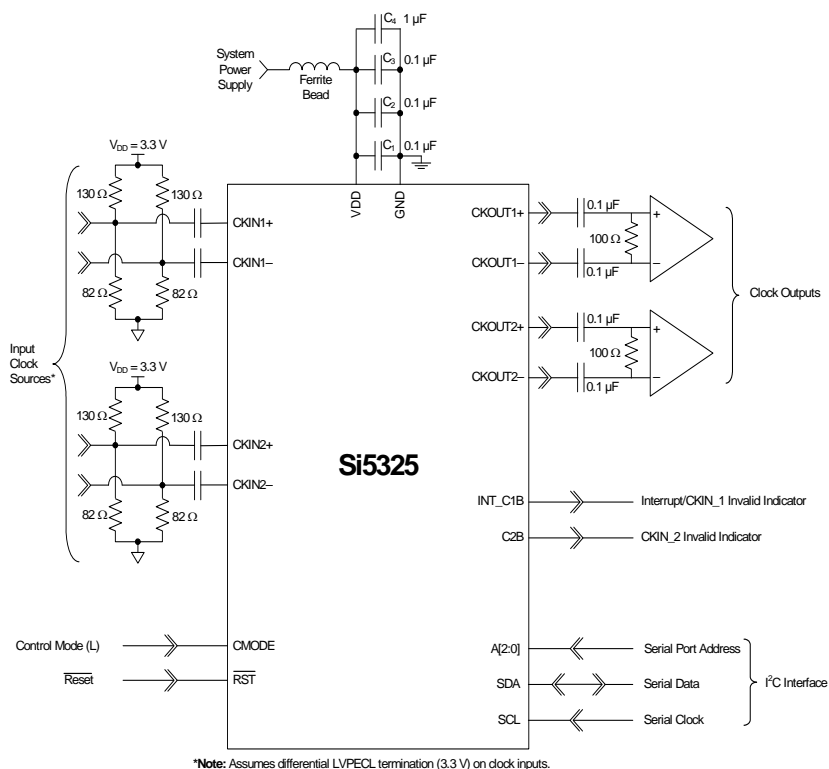 C4 1 µF
System
Power
Supply
Ferrite
Bead
C3 0.1 µF
C2 0.1 µF
C1 0.1 µF
VDD = 3.3 V
130 Ω 130 Ω
VDD
GND
CKIN1+
CKIN1–
82 Ω 82 Ω
CKOUT1+ 0.1 µF
100 Ω
+
–
CKOUT1– 0.1 µF
Clock Outputs
CKOUT2+ 0.1 µF
100 Ω
+
–
CKOUT2– 0.1 µF
Input
Clock
Sources*
VDD = 3.3 V
130 Ω 130 Ω
CKIN2+
CKIN2–
82 Ω 82 Ω
Si5325
INT_C1B Interrupt/CKIN_1 Invalid Indicator
C2B CKIN_2 Invalid Indicator
Control Mode (L) CMODE
Reset RST
A[2:0] Serial Port Address
SDA Serial Data
SCL Serial Clock
I2C Interface
*Note: Assumes differential LVPECL termination (3.3 V) on clock inputs.